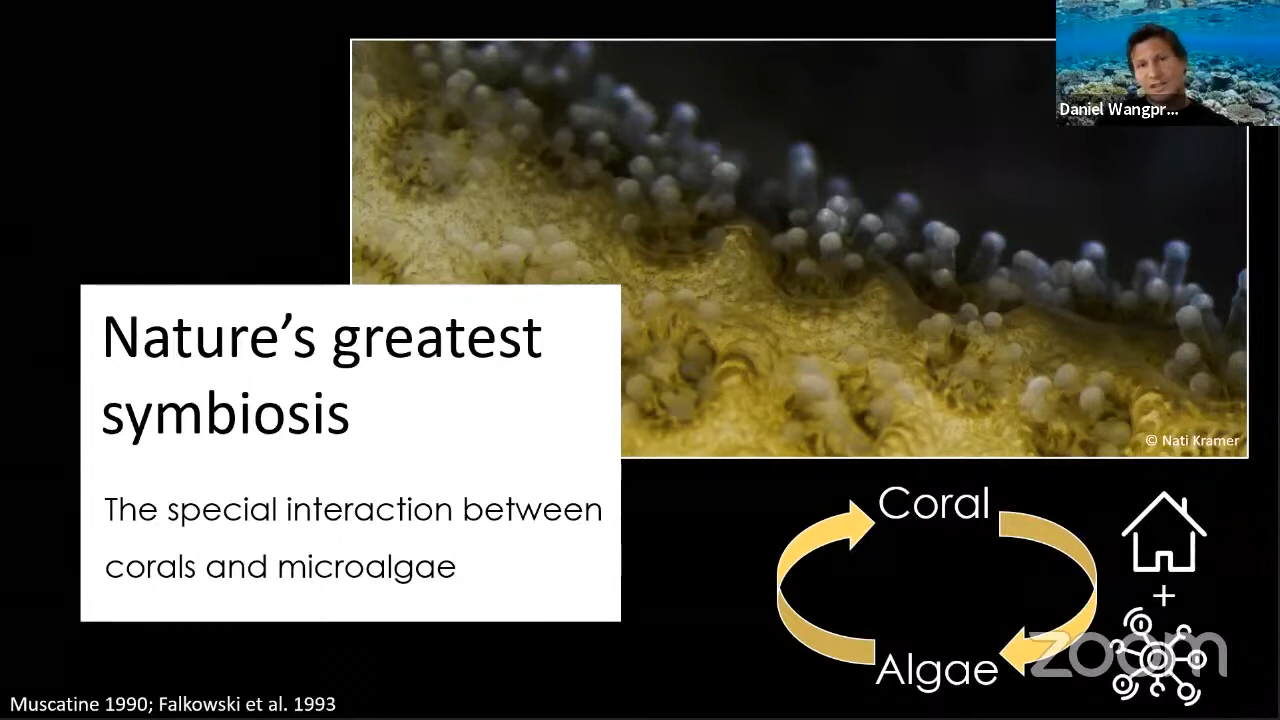 Daniel Wangpr...
Nature's greatest
symbiosis
The special interaction between
corals and microalgae
© Nati Kramer
Coral
+
Algae
zoom
Muscatine 1990; Falkowski et al. 1993